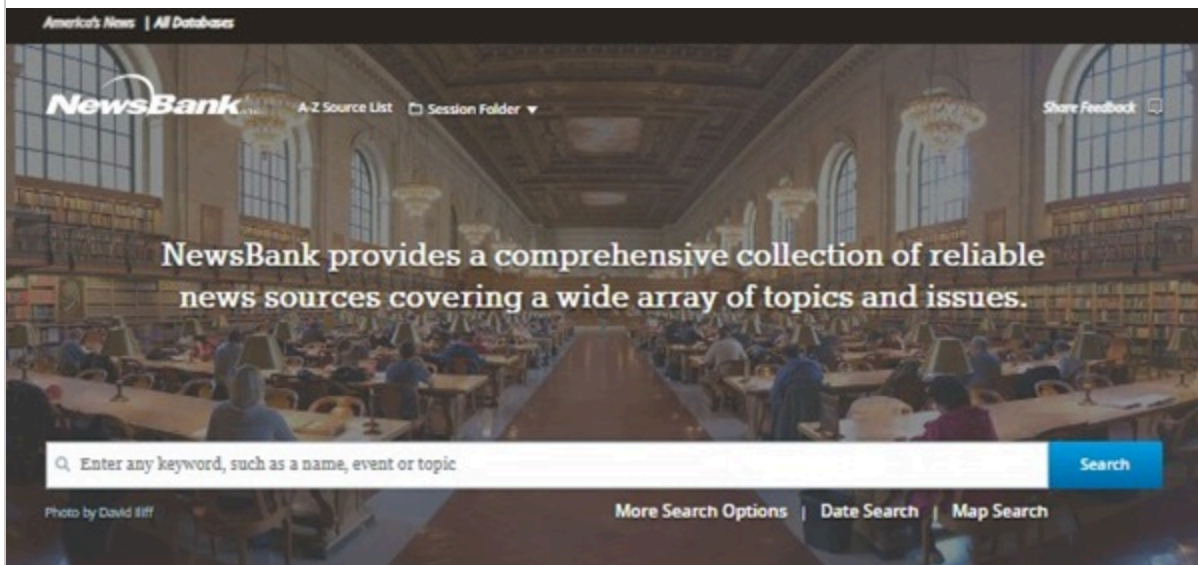 America's News | All Databases
NewsBank
A-Z Source List Session Folder
Share Feedback
NewsBank provides a comprehensive collection of reliable
news sources covering a wide array of topics and issues.
Enter any keyword, such as a name, event or topic
Search
Photo by David Iliff
More Search Options | Date Search | Map Search